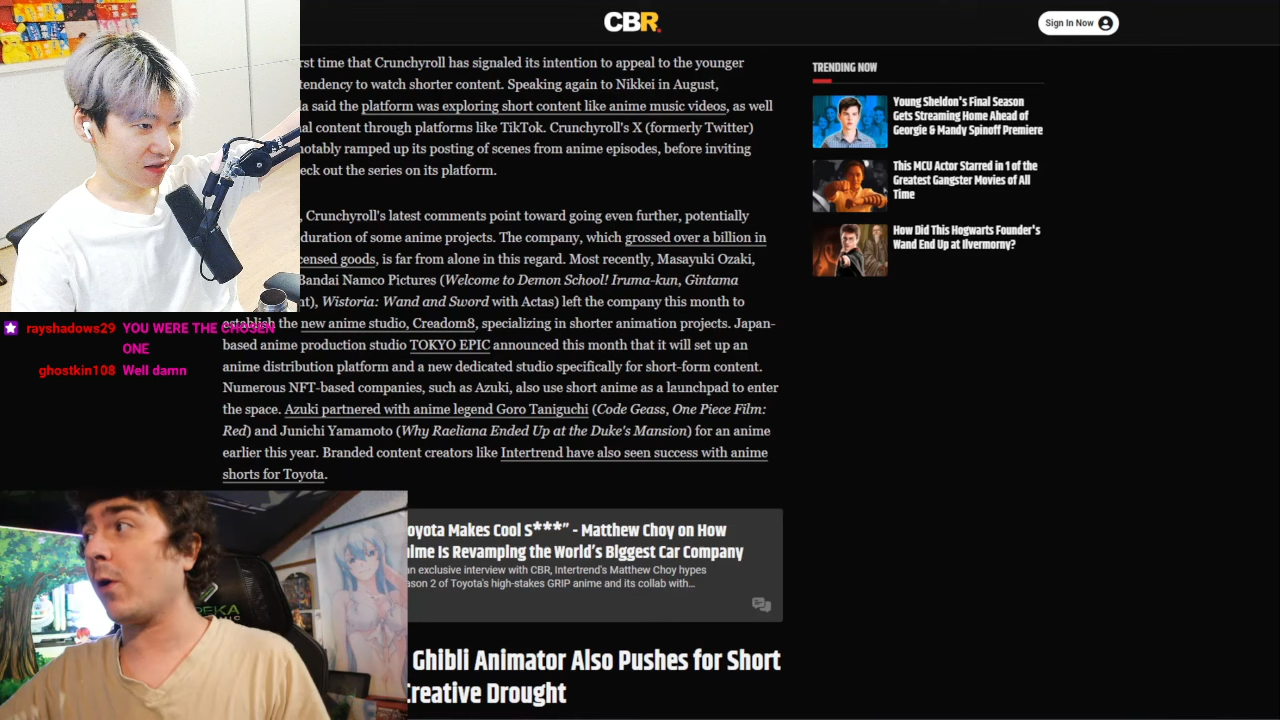 CBR
Sign In Now
rst time that Crunchyroll has signaled its intention to appeal to the younger
tendency to watch shorter content. Speaking again to Nikkei in August,
a said the platform was exploring short content like anime music videos, as well
al content through platforms like TikTok. Crunchyroll's X (formerly Twitter)
notably ramped up its posting of scenes from anime episodes, before inviting
eck out the series on its platform.
, Crunchyroll's latest comments point toward going even further, potentially
duration of some anime projects. The company, which grossed over a billion in
censed goods, is far from alone in this regard. Most recently, Masayuki Ozaki,
Bandai Namco Pictures (Welcome to Demon School! Iruma-kun, Gintama
nt), Wistoria: Wand and Sword with Actas) left the company this month to
establish the new anime studio, Creadom8, specializing in shorter animation projects. Japan-
based anime production studio TOKYO EPIC announced this month that it will set up an
anime distribution platform and a new dedicated studio specifically for short-form content.
Numerous NFT-based companies, such as Azuki, also use short anime as a launchpad to enter
the space. Azuki partnered with anime legend Goro Taniguchi (Code Geass, One Piece Film:
Red) and Junichi Yamamoto (Why Raeliana Ended Up at the Duke's Mansion) for an anime
earlier this year. Branded content creators like Intertrend have also seen success with anime
shorts for Toyota.
rayshadows29 YOU WERE THE CHOSEN
ONE
ghostkin108 Well damn
oyota Makes Cool S***” - Matthew Choy on How
ime Is Revamping the World’s Biggest Car Company
an exclusive interview with CBR, Intertrend's Matthew Choy hypes
ason 2 of Toyota's high-stakes GRIP anime and its collab with...
Ghibli Animator Also Pushes for Short
Creative Drought
TRENDING NOW
Young Sheldon's Final Season
Gets Streaming Home Ahead of
Georgie & Mandy Spinoff Premiere
This MCU Actor Starred in 1 of the
Greatest Gangster Movies of All
Time
How Did This Hogwarts Founder's
Wand End Up at Ilvermorny?